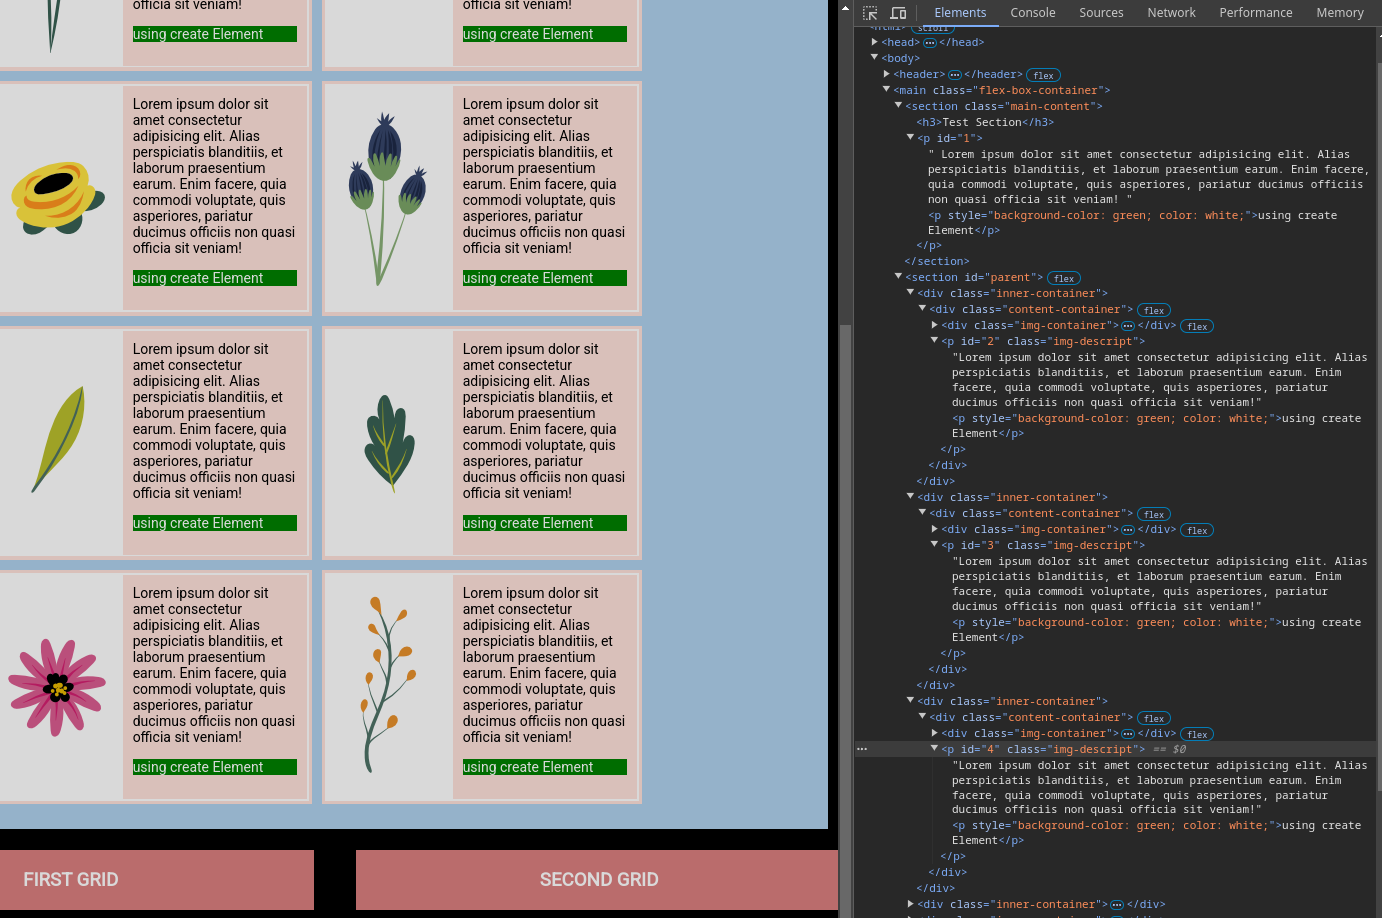 officia sit veniam!
using create Element
officia sit veniam!
using create Element
Lorem ipsum dolor sit
amet consectetur
adipisicing elit. Alias
perspiciatis blanditiis, et
laborum praesentium
earum. Enim facere, quia
commodi voluptate, quis
asperiores, pariatur
ducimus officiis non quasi
officia sit veniam!
using create Element
Lorem ipsum dolor sit
amet consectetur
adipisicing elit. Alias
perspiciatis blanditiis, et
laborum praesentium
earum. Enim facere, quia
commodi voluptate, quis
asperiores, pariatur
ducimus officiis non quasi
officia sit veniam!
using create Element
Lorem ipsum dolor sit
amet consectetur
adipisicing elit. Alias
perspiciatis blanditiis, et
laborum praesentium
earum. Enim facere, quia
commodi voluptate, quis
asperiores, pariatur
ducimus officiis non quasi
officia sit veniam!
using create Element
Lorem ipsum dolor sit
amet consectetur
adipisicing elit. Alias
perspiciatis blanditiis, et
laborum praesentium
earum. Enim facere, quia
commodi voluptate, quis
asperiores, pariatur
ducimus officiis non quasi
officia sit veniam!
using create Element
Lorem ipsum dolor sit
amet consectetur
adipisicing elit. Alias
perspiciatis blanditiis, et
laborum praesentium
earum. Enim facere, quia
commodi voluptate, quis
asperiores, pariatur
ducimus officiis non quasi
officia sit veniam!
using create Element
Lorem ipsum dolor sit
amet consectetur
adipisicing elit. Alias
perspiciatis blanditiis, et
laborum praesentium
earum. Enim facere, quia
commodi voluptate, quis
asperiores, pariatur
ducimus officiis non quasi
officia sit veniam!
using create Element
FIRST GRID
SECOND GRID
Elements Console Sources Network Performance Memory
<html> scroll
<head> ••• </head>
<body>
<header> ••• </header> flex
<main class="flex-box-container">
<section class="main-content">
<h3>Test Section</h3>
<p id="1">
" Lorem ipsum dolor sit amet consectetur adipisicing elit. Alias
perspiciatis blanditiis, et laborum praesentium earum. Enim facere,
quia commodi voluptate, quis asperiores, pariatur ducimus officiis
non quasi officia sit veniam! "
<p style="background-color: green; color: white;">using create
Element</p>
</p>
</section>
<section id="parent"> flex
<div class="inner-container">
<div class="content-container"> flex
<div class="img-container"> ••• </div> flex
<p id="2" class="img-descript">
"Lorem ipsum dolor sit amet consectetur adipisicing elit. Alias
perspiciatis blanditiis, et laborum praesentium earum. Enim
facere, quia commodi voluptate, quis asperiores, pariatur
ducimus officiis non quasi officia sit veniam!"
<p style="background-color: green; color: white;">using create
Element</p>
</p>
</div>
</div>
<div class="inner-container">
<div class="content-container"> flex
<div class="img-container"> ••• </div> flex
<p id="3" class="img-descript">
"Lorem ipsum dolor sit amet consectetur adipisicing elit. Alias
perspiciatis blanditiis, et laborum praesentium earum. Enim
facere, quia commodi voluptate, quis asperiores, pariatur
ducimus officiis non quasi officia sit veniam!"
<p style="background-color: green; color: white;">using create
Element</p>
</p>
</div>
</div>
<div class="inner-container">
<div class="content-container"> flex
<div class="img-container"> ••• </div> flex
••• <p id="4" class="img-descript"> == $0
"Lorem ipsum dolor sit amet consectetur adipisicing elit. Alias
perspiciatis blanditiis, et laborum praesentium earum. Enim
facere, quia commodi voluptate, quis asperiores, pariatur
ducimus officiis non quasi officia sit veniam!"
<p style="background-color: green; color: white;">using create
Element</p>
</p>
</div>
</div>
<div class="inner-container"> ••• </div>